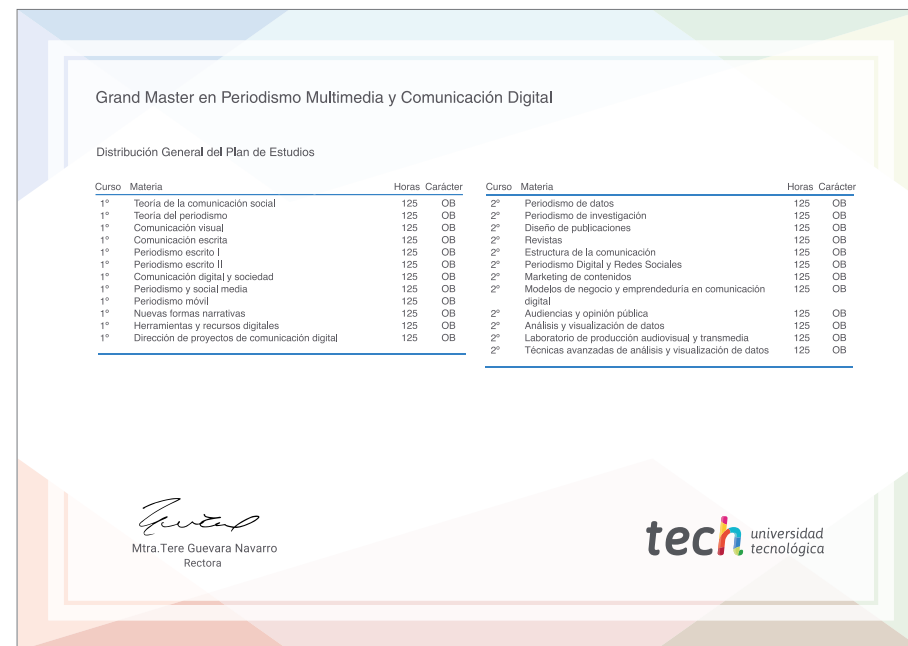 Grand Master en Periodismo Multimedia y Comunicación Digital
Distribución General del Plan de Estudios
Curso Materia Horas Carácter
1º Teoría de la comunicación social 125 OB
1º Teoría del periodismo 125 OB
1º Comunicación visual 125 OB
1º Comunicación escrita 125 OB
1º Periodismo escrito I 125 OB
1º Periodismo escrito II 125 OB
1º Comunicación digital y sociedad 125 OB
1º Periodismo y social media 125 OB
1º Periodismo móvil 125 OB
1º Nuevas formas narrativas 125 OB
1º Herramientas y recursos digitales 125 OB
1º Dirección de proyectos de comunicación digital 125 OB
Curso Materia Horas Carácter
2º Periodismo de datos 125 OB
2º Periodismo de investigación 125 OB
2º Diseño de publicaciones 125 OB
2º Revistas 125 OB
2º Estructura de la comunicación 125 OB
2º Periodismo Digital y Redes Sociales 125 OB
2º Marketing de contenidos 125 OB
2º Modelos de negocio y emprendeduria en comunicación 125 OB
digital
2º Audiencias y opinión pública 125 OB
2º Análisis y visualización de datos 125 OB
2º Laboratorio de producción audiovisual y transmedia 125 OB
2º Técnicas avanzadas de análisis y visualización de datos 125 OB
Mtra.Tere Guevara Navarro
Rectora
tech universidad
tecnológica